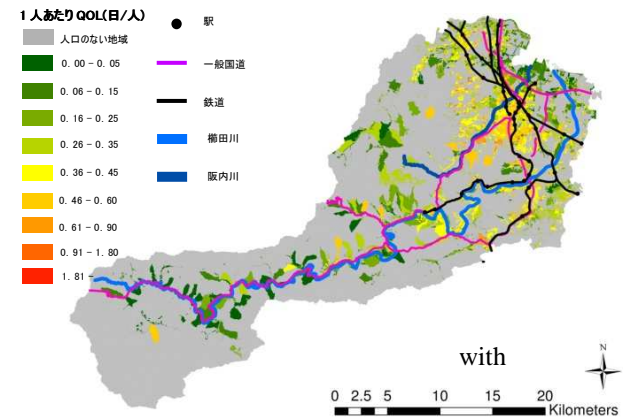 1 人あたり QOL(日/人)
人口のない地域
0. 00 - 0. 05
0. 06 - 0. 15
0. 16 - 0. 25
0. 26 - 0. 35
0. 36 - 0. 45
0. 46 - 0. 60
0. 61 - 0. 90
0. 91 - 1. 80
1. 81-
駅
一般国道
鉄道
櫛田川
阪内川
with
N
0 2.5 5 10 15 20
Kilometers